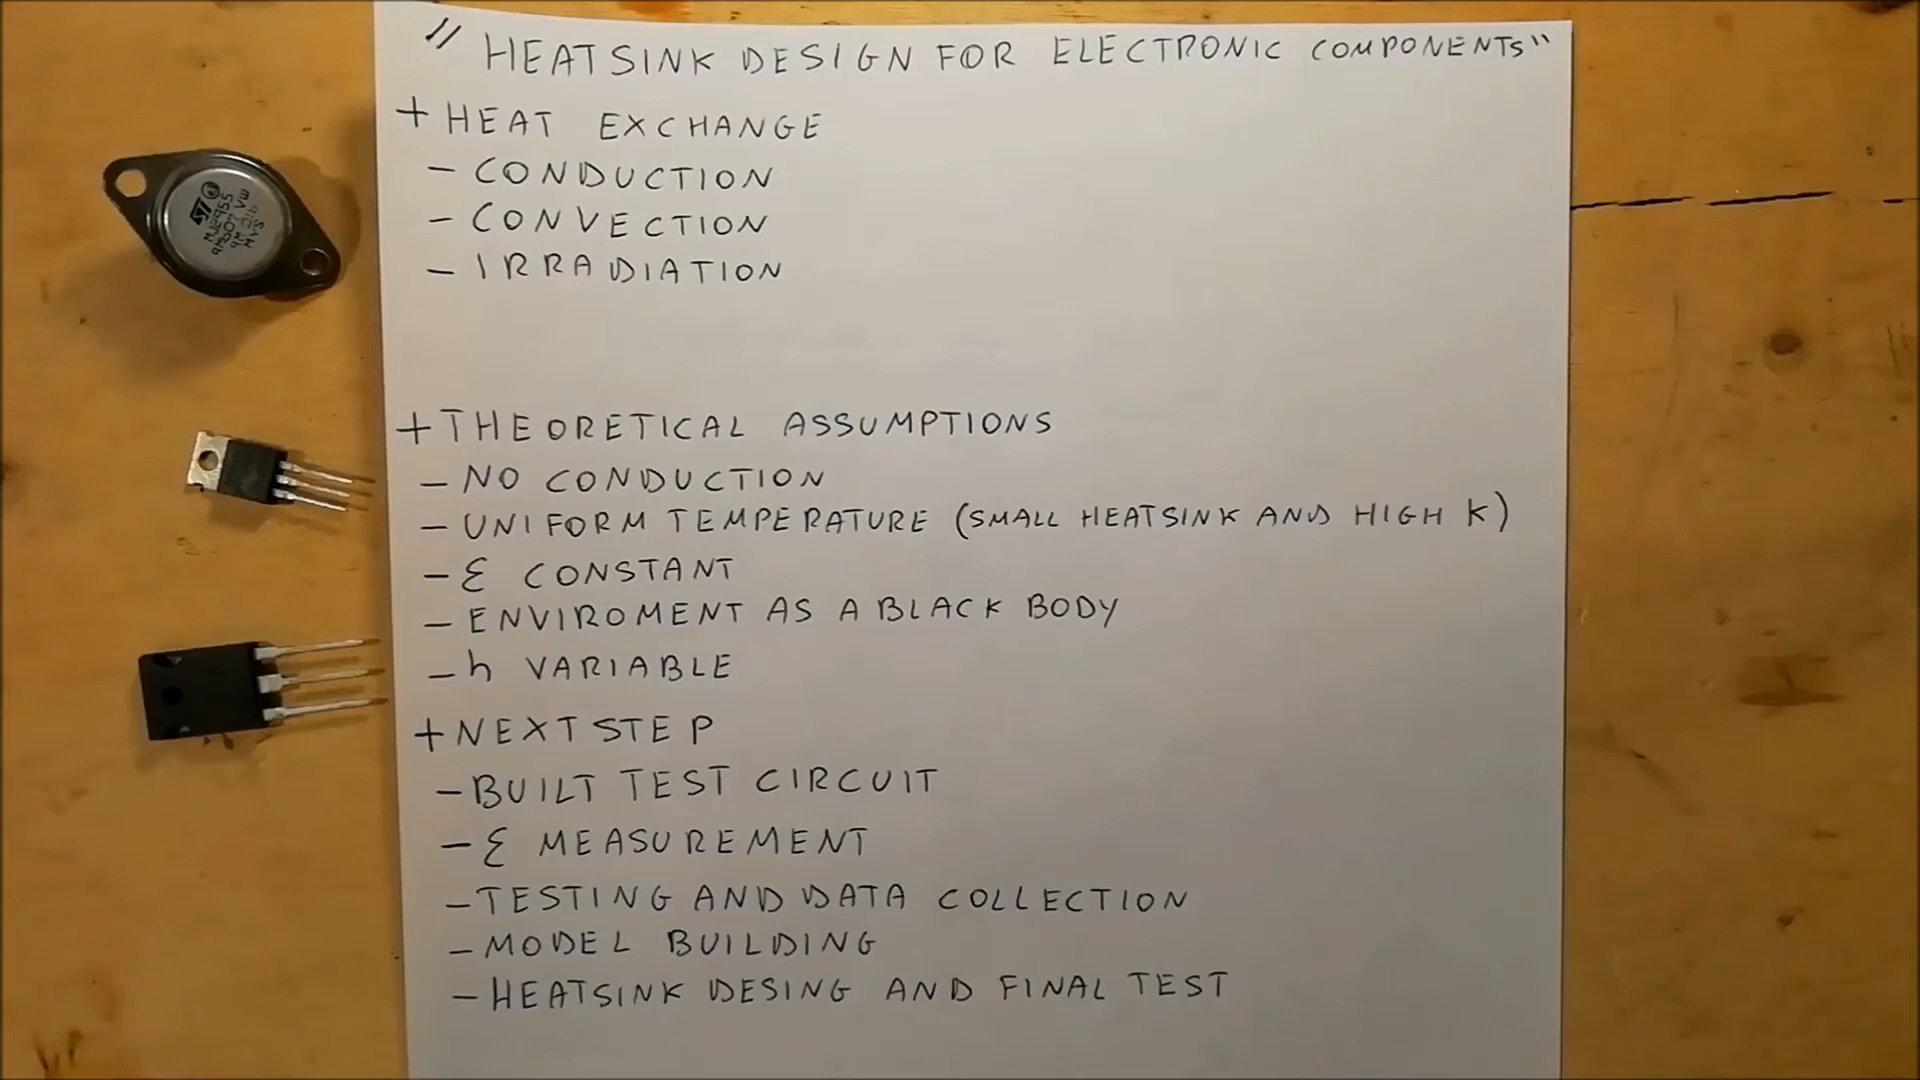 " HEATSINK DESIGN FOR ELECTRONIC COMPONENTS"
+ HEAT EXCHANGE
- CONDUCTION
- CONVECTION
- IRRADIATION
+ THEORETICAL ASSUMPTIONS
- NO CONDUCTION
- UNIFORM TEMPERATURE (SMALL HEATSINK AND HIGH K)
- Ɛ CONSTANT
- ENVIROMENT AS A BLACK BODY
- h VARIABLE
+ NEXT STEP
- BUILT TEST CIRCUIT
- Ɛ MEASUREMENT
- TESTING AND DATA COLLECTION
- MODEL BUILDING
- HEATSINK DESING AND FINAL TEST
ST